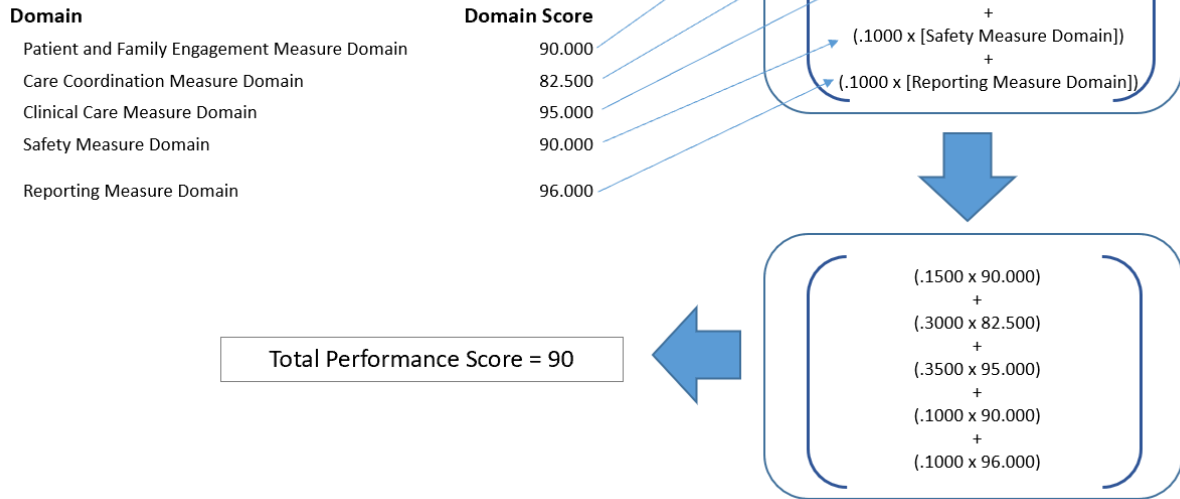 Domain Domain Score
Patient and Family Engagement Measure Domain 90.000
Care Coordination Measure Domain 82.500
Clinical Care Measure Domain 95.000
Safety Measure Domain 90.000
Reporting Measure Domain 96.000
+
(.1000 x [Safety Measure Domain])
+
(.1000 x [Reporting Measure Domain])
(.1500 x 90.000)
+
(.3000 x 82.500)
+
(.3500 x 95.000)
+
(.1000 x 90.000)
+
(.1000 x 96.000)
Total Performance Score = 90